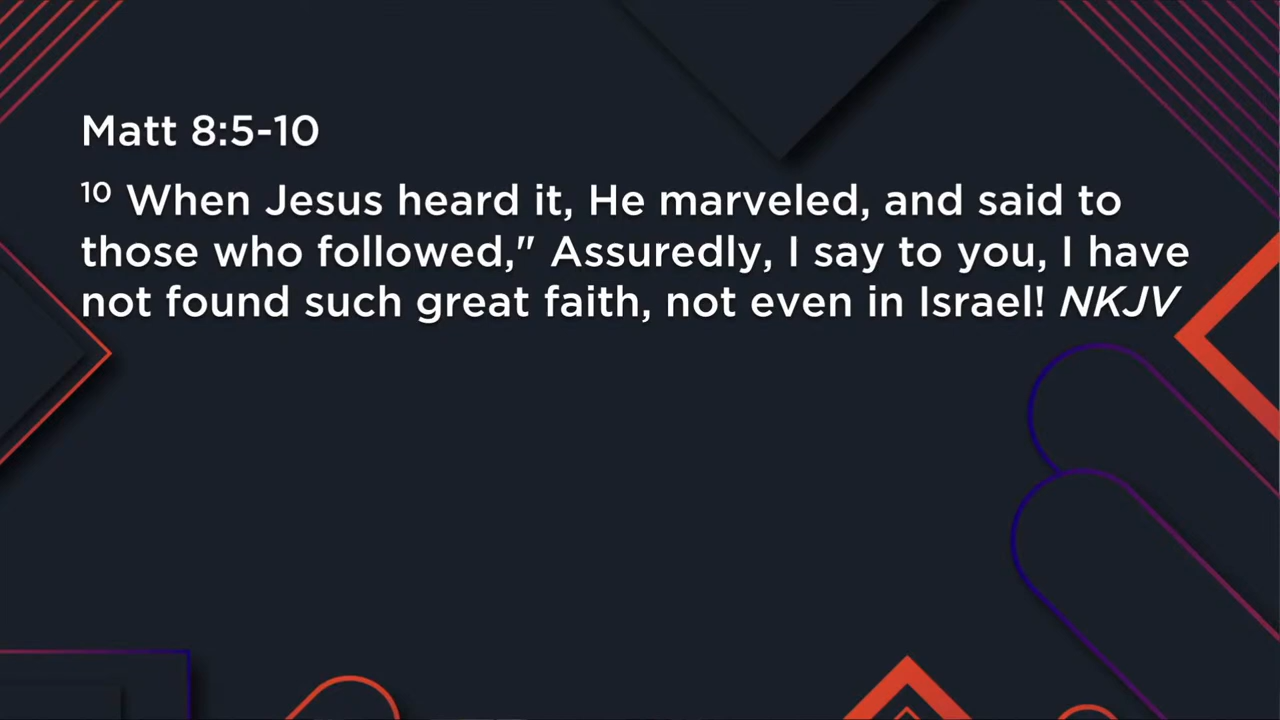 Matt 8:5-10
10 When Jesus heard it, He marveled, and said to
those who followed," Assuredly, I say to you, I have
not found such great faith, not even in Israel! NKJV